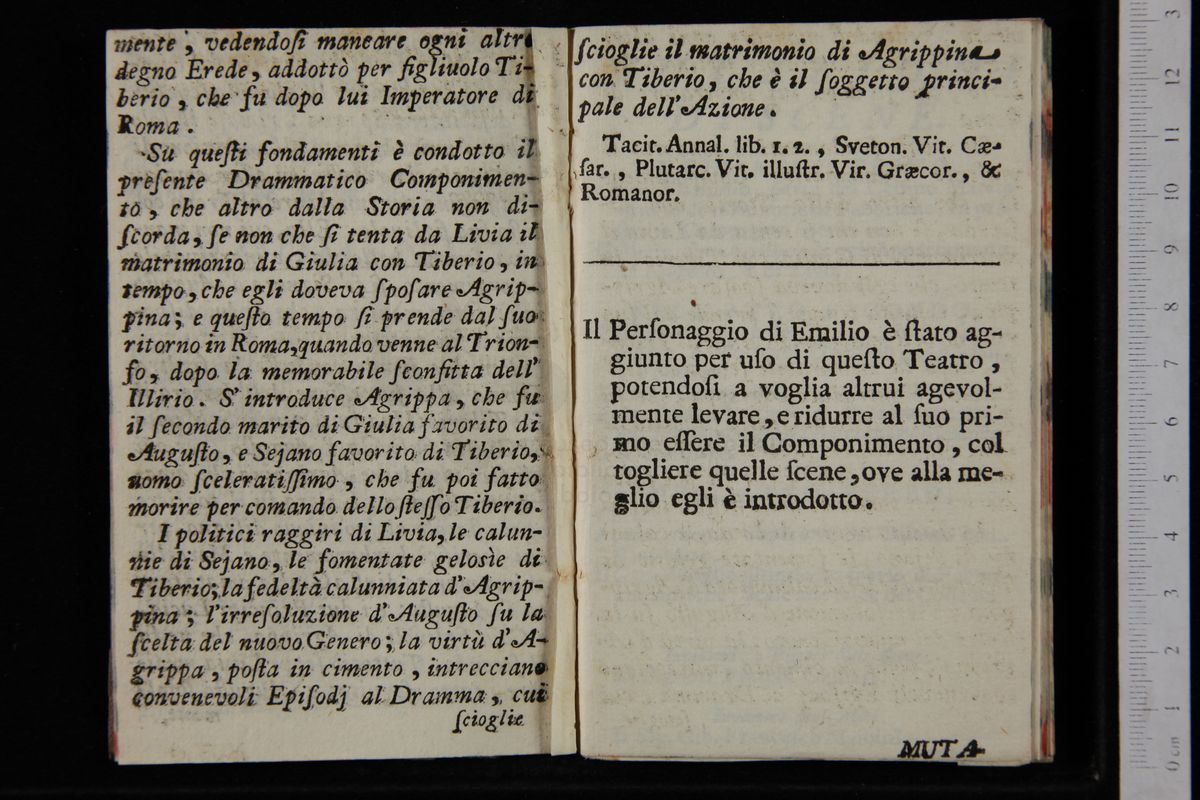 mente, vedendoſi mancare ogni altro
degno Erede, addottò per figliuolo Ti-
berio, che fu dopo lui Imperatore di
Roma.
Su queſti fondamenti è condotto il
preſente Drammatico Componimen-
to, che altro dalla Storia non di-
ſcorda, ſe non che ſi tenta da Livia il
matrimonio di Giulia con Tiberio, in
tempo, che egli doveva ſpoſare Agrip-
pina; e queſto tempo ſi prende dal ſuo
ritorno in Roma, quando venne al Trion-
fo, dopo la memorabile ſconfitta dell'
Illirio. S'introduce Agrippa, che fu
il ſecondo marito di Giulia favorito di
Auguſto, e Sejano favorito di Tiberio,
uomo ſceleratiſſimo, che fu poi fatto
morire per comando dello ſteſſo Tiberio.
I politici raggiri di Livia, le calun-
nie di Sejano, le fomentate gelosìe di
Tiberio; la fedeltà calunniata d'Agrip-
pina; l'irreſoluzione d'Auguſto ſu la
ſcelta del nuovo Genero; la virtù d'A-
grippa, poſta in cimento, intrecciano
convenevoli Epiſodj al Dramma, cui
ſcioglie
ſcioglie il matrimonio di Agrippina
con Tiberio, che è il ſoggetto princi-
pale dell'Azione.
Tacit. Annal. lib. 1. 2., Sveton. Vit. Cæ-
ſar., Plutarc. Vit. illuſtr. Vir. Græcor., &
Romanor.
Il Perſonaggio di Emilio è ſtato ag-
giunto per uſo di queſto Teatro,
potendoſi a voglia altrui agevol-
mente levare, e ridurre al ſuo pri-
mo eſſere il Componimento, col
togliere quelle ſcene, ove alla me-
glio egli è introdotto.
MUTA-
0 cm 1 2 3 4 5 6 7 8 9 10 11 12 3